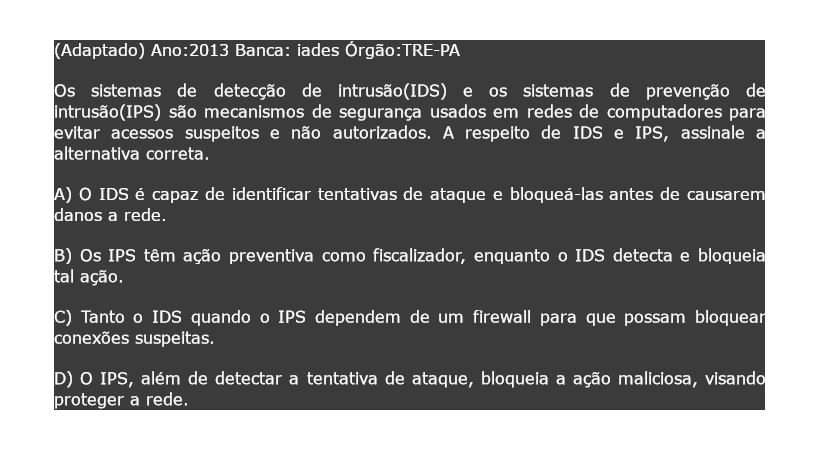 (Adaptado) Ano:2013 Banca: iades Órgão:TRE-PA
Os sistemas de detecção de intrusão(IDS) e os sistemas de prevenção de
intrusão(IPS) são mecanismos de segurança usados em redes de computadores para
evitar acessos suspeitos e não autorizados. A respeito de IDS e IPS, assinale a
alternativa correta.
A) O IDS é capaz de identificar tentativas de ataque e bloqueá-las antes de causarem
danos a rede.
B) Os IPS têm ação preventiva como fiscalizador, enquanto o IDS detecta e bloqueia
tal ação.
C) Tanto o IDS quando o IPS dependem de um firewall para que possam bloquear
conexões suspeitas.
D) O IPS, além de detectar a tentativa de ataque, bloqueia a ação maliciosa, visando
proteger a rede.